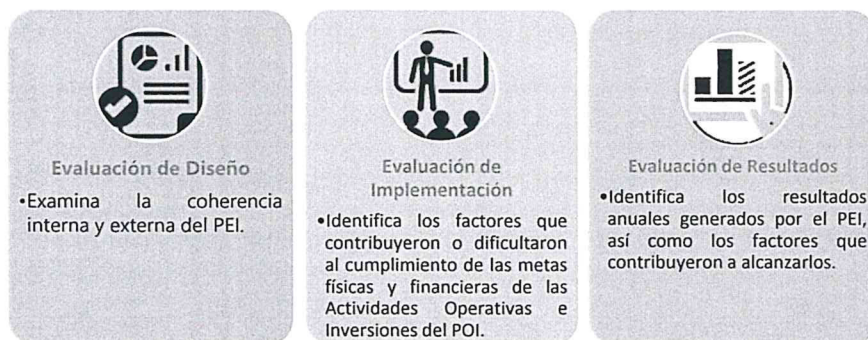 Evaluación de Diseño
•Examina la coherencia
interna y externa del PEI.
Evaluación de
Implementación
•Identifica los factores que
contribuyeron o dificultaron
al cumplimiento de las metas
físicas y financieras de las
Actividades Operativas e
Inversiones del POI.
Evaluación de Resultados
•Identifica los resultados
anuales generados por el PEI,
así como los factores que
contribuyeron a alcanzarlos.